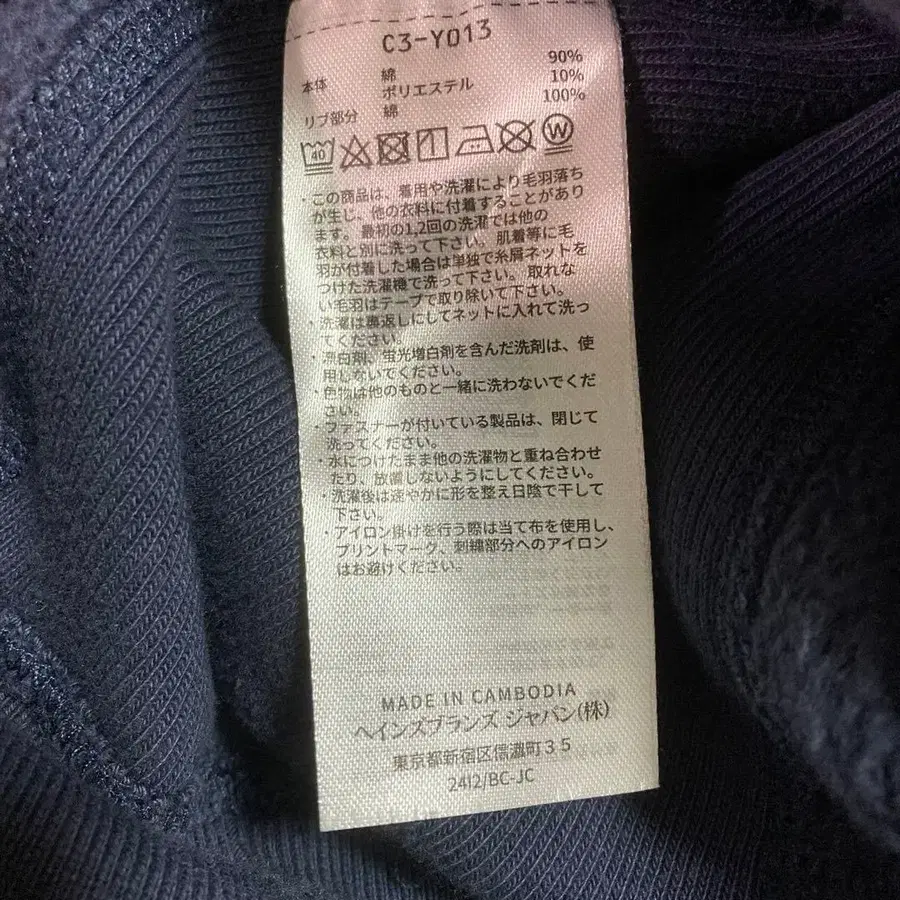 C3-Y013
本体 綿 90%
ポリエステル 10%
リブ部分 綿 100%
40 W
・この商品は、着用や洗濯により毛羽落ち
が生じ、他の衣料に付着することがあり
ます。最初の1,2回の洗濯では他の
衣料と別に洗って下さい。肌着等に毛
羽が付着した場合は単独で糸屑ネットを
つけた洗濯機で洗って下さい。取れな
い毛羽はテープで取り除いて下さい。
・洗濯は裏返しにしてネットに入れて洗っ
てください。
・漂白剤、蛍光増白剤を含んだ洗剤は、使
用しないでください。
・色物は他のものと一緒に洗わないでくだ
さい。
ファスナーが付いている製品は、閉じて
洗ってください。
・水につけたまま他の洗濯物と重ね合わせ
たり、放置しないようにしてください。
・洗濯後は速やかに形を整え日陰で干して
下さい。
・アイロン掛けを行う際は当て布を使用し、
プリントマーク、刺繍部分へのアイロン
はお避けください。
MADE IN CAMBODIA
ヘインズブランズ ジャパン(株)
東京都新宿区信濃町35
2412/BC-JC